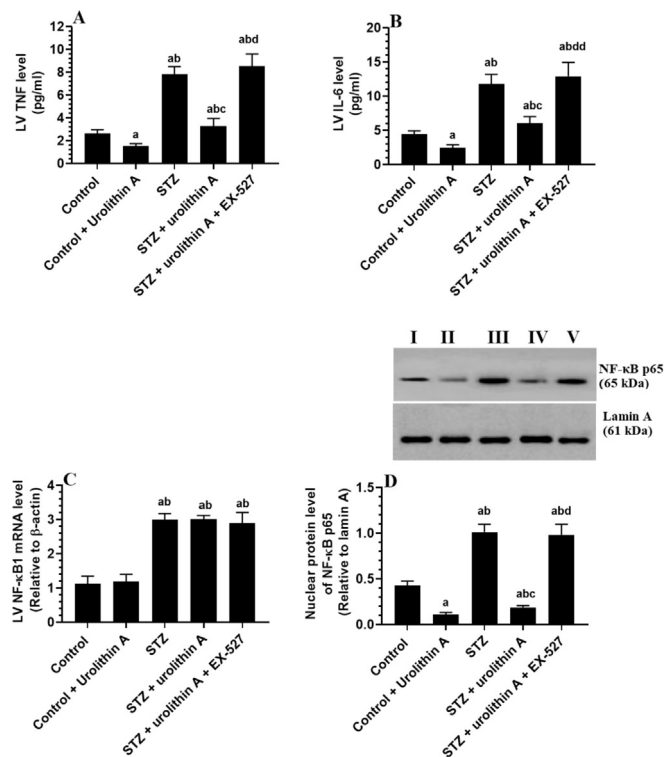 A
LV TNF level
(pg/ml)
12
10
8
6
4
2
0
a
ab
abc
abd
Control
Control + Urolithin A
STZ
STZ + urolithin A
STZ + urolithin A + EX-527
B
LV IL-6 level
(pg/ml)
20
15
10
5
0
a
ab
abc
abdd
Control
Control + Urolithin A
STZ
STZ + urolithin A
STZ + urolithin A + EX-527
I II III IV V
NF-κB p65
(65 kDa)
Lamin A
(61 kDa)
C
LV NF-κB1 mRNA level
(Relative to β-actin)
4
3
2
1
0
ab
ab
ab
Control
Control + Urolithin A
STZ
STZ + urolithin A
STZ + urolithin A + EX-527
D
Nuclear protein level
of NF-κB p65
(Relative to lamin A)
1.5
1.0
0.5
0.0
a
ab
abc
abd
Control
Control + Urolithin A
STZ
STZ + urolithin A
STZ + urolithin A + EX-527